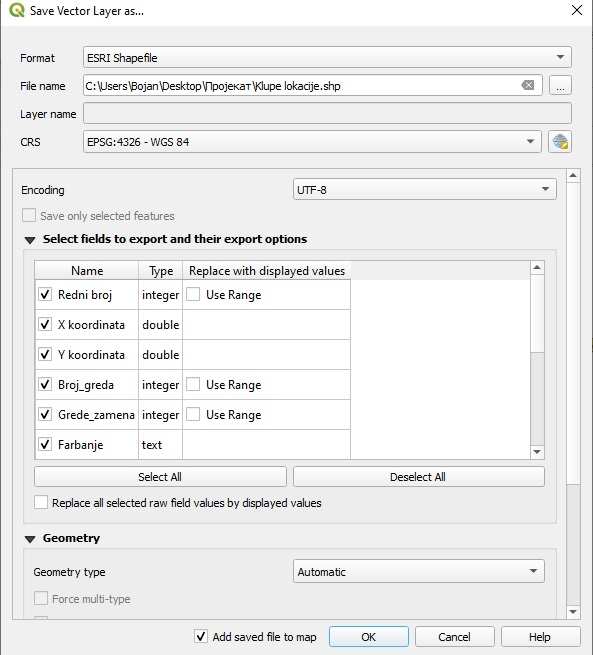 Save Vector Layer as...
Format ESRI Shapefile
File name C:\Users\Bojan\Desktop\Пројекат\Klupe lokacije.shp ...
Layer name
CRS EPSG:4326 - WGS 84
Encoding UTF-8
Save only selected features
Select fields to export and their export options
Name Type Replace with displayed values
Redni broj integer Use Range
X koordinata double
Y koordinata double
Broj_greda integer Use Range
Grede_zamena integer Use Range
Farbanje text
Select All Deselect All
Replace all selected raw field values by displayed values
Geometry
Geometry type Automatic
Force multi-type
Add saved file to map OK Cancel Help